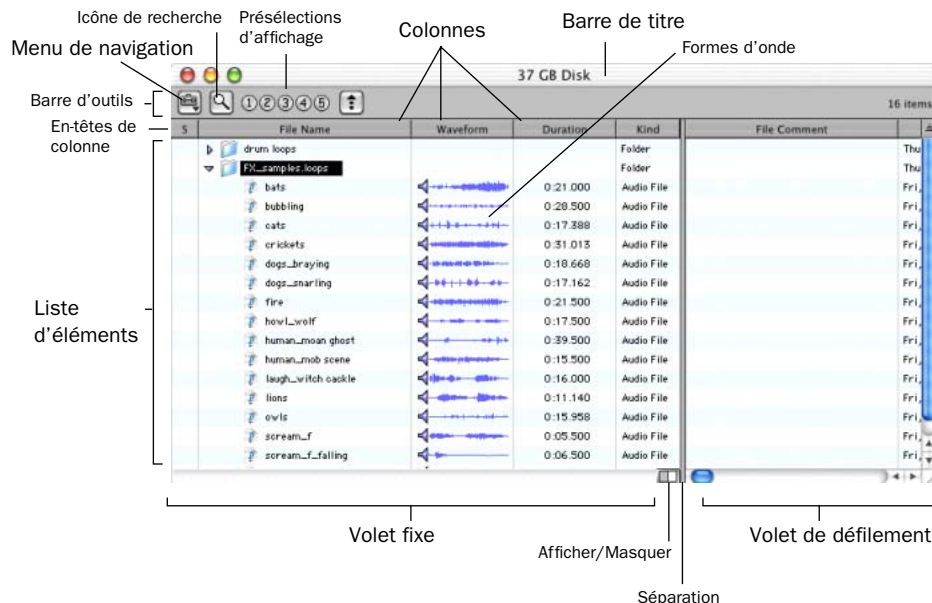 Icône de recherche
Présélections
d’affichage
Menu de navigation
Colonnes
Barre de titre
Formes d’onde
Barre d’outils
En-têtes de
colonne
Liste
d’éléments
37 GB Disk
1 2 3 4 5
16 items
S File Name Waveform Duration Kind File Comment
drum loops Folder Thu
FX_samples.loops Folder Thu
bats 0:21.000 Audio File Fri,
bubbling 0:28.500 Audio File Fri,
cats 0:17.388 Audio File Fri,
crickets 0:31.013 Audio File Fri,
dogs_braying 0:18.668 Audio File Fri,
dogs_snarling 0:17.162 Audio File Fri,
fire 0:21.500 Audio File Fri,
howl_wolf 0:17.500 Audio File Fri,
human_moan ghost 0:39.500 Audio File Fri,
human_mob scene 0:15.500 Audio File Fri,
laugh_witch cackle 0:16.000 Audio File Fri,
lions 0:11.140 Audio File Fri,
owls 0:15.958 Audio File Fri,
scream_f 0:05.500 Audio File Fri,
scream_f_falling 0:06.500 Audio File Fri,
Volet fixe
Afficher/Masquer
Séparation
Volet de défilement